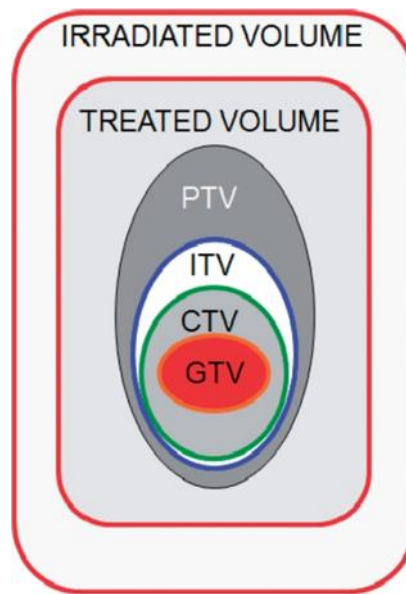 IRRADIATED VOLUME
TREATED VOLUME
PTV
ITV
CTV
GTV